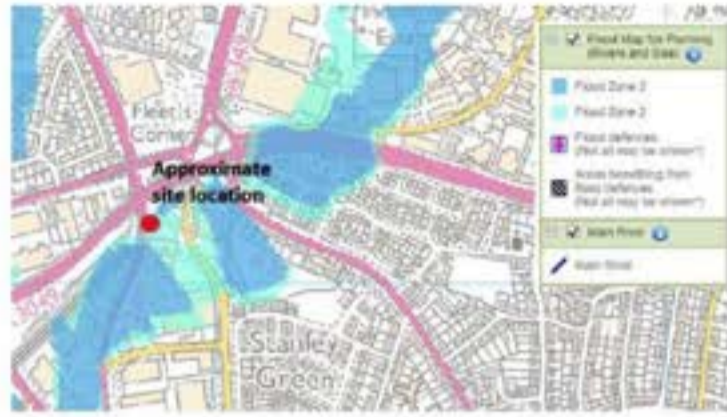 Fleet's
Corner
Approximate
site location
Stanley
Green
Flood Map for Planning
(Rivers and Sea)
Flood Zone 3
Flood Zone 2
Flood defences
(Not all may be shown*)
Areas benefiting from
flood defences
(Not all may be shown*)
Main River
Main River